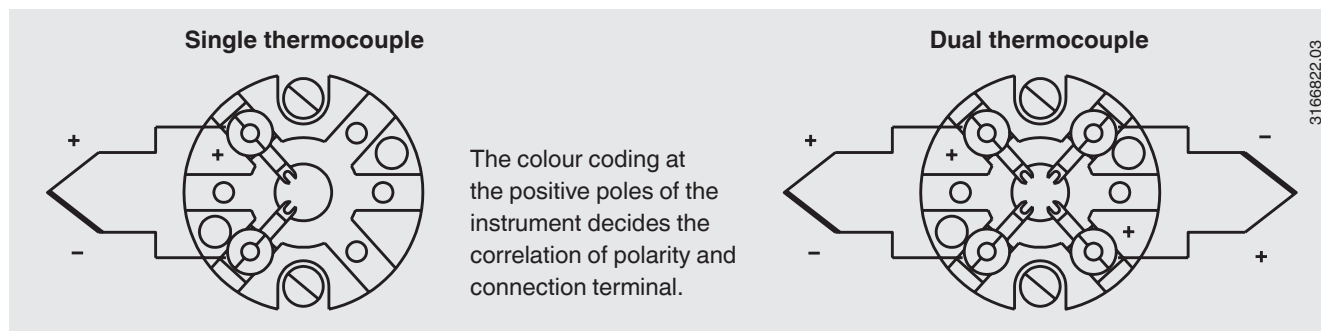 Single thermocouple
Dual thermocouple
3166822.03
+
+
–
The colour coding at
the positive poles of the
instrument decides the
correlation of polarity and
connection terminal.
+
+
–
–
+
+